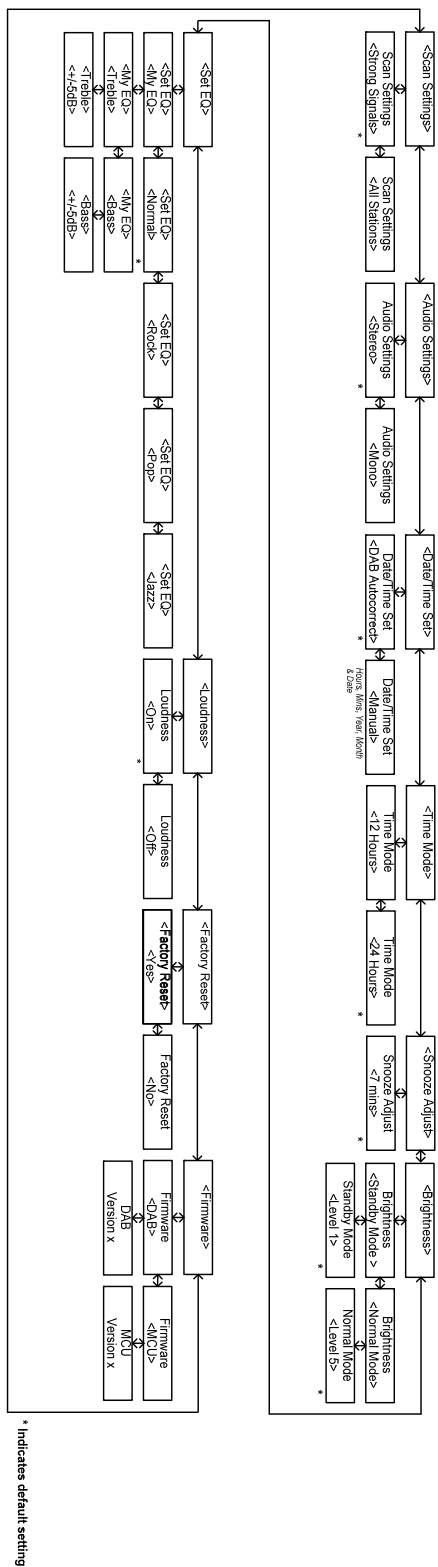 <Scan Settings>
Scan Settings
<Strong Signals>
*
Scan Settings
<All Stations>
<Audio Settings>
Audio Settings
<Stereo>
*
Audio Settings
<Mono>
<Date/Time Set>
Date/Time Set
<DAB Autocorrect>
*
Date/Time Set
<Manual>
Hours, Mins, Year, Month
& Date
<Time Mode>
Time Mode
<12 Hours>
Time Mode
<24 Hours>
*
<Snooze Adjust>
Snooze Adjust
<7 mins>
*
<Brightness>
Brightness
<Standby Mode >
Standby Mode
<Level 1>
*
Brightness
<Normal Mode>
Normal Mode
<Level 5>
*
<Set EQ>
<Set EQ>
<My EQ>
<My EQ>
<Treble>
<Treble>
<+/-5dB>
<Set EQ>
<Normal>
*
<My EQ>
<Bass>
<Bass>
<+/-5dB>
<Set EQ>
<Rock>
<Set EQ>
<Pop>
<Set EQ>
<Jazz>
<Loudness>
Loudness
<On>
*
Loudness
<Off>
<Factory Reset>
<Factory Reset>
<Yes>
Factory Reset
<No>
<Firmware>
Firmware
<DAB>
DAB
Version x
Firmware
<MCU>
MCU
Version x
* Indicates default setting